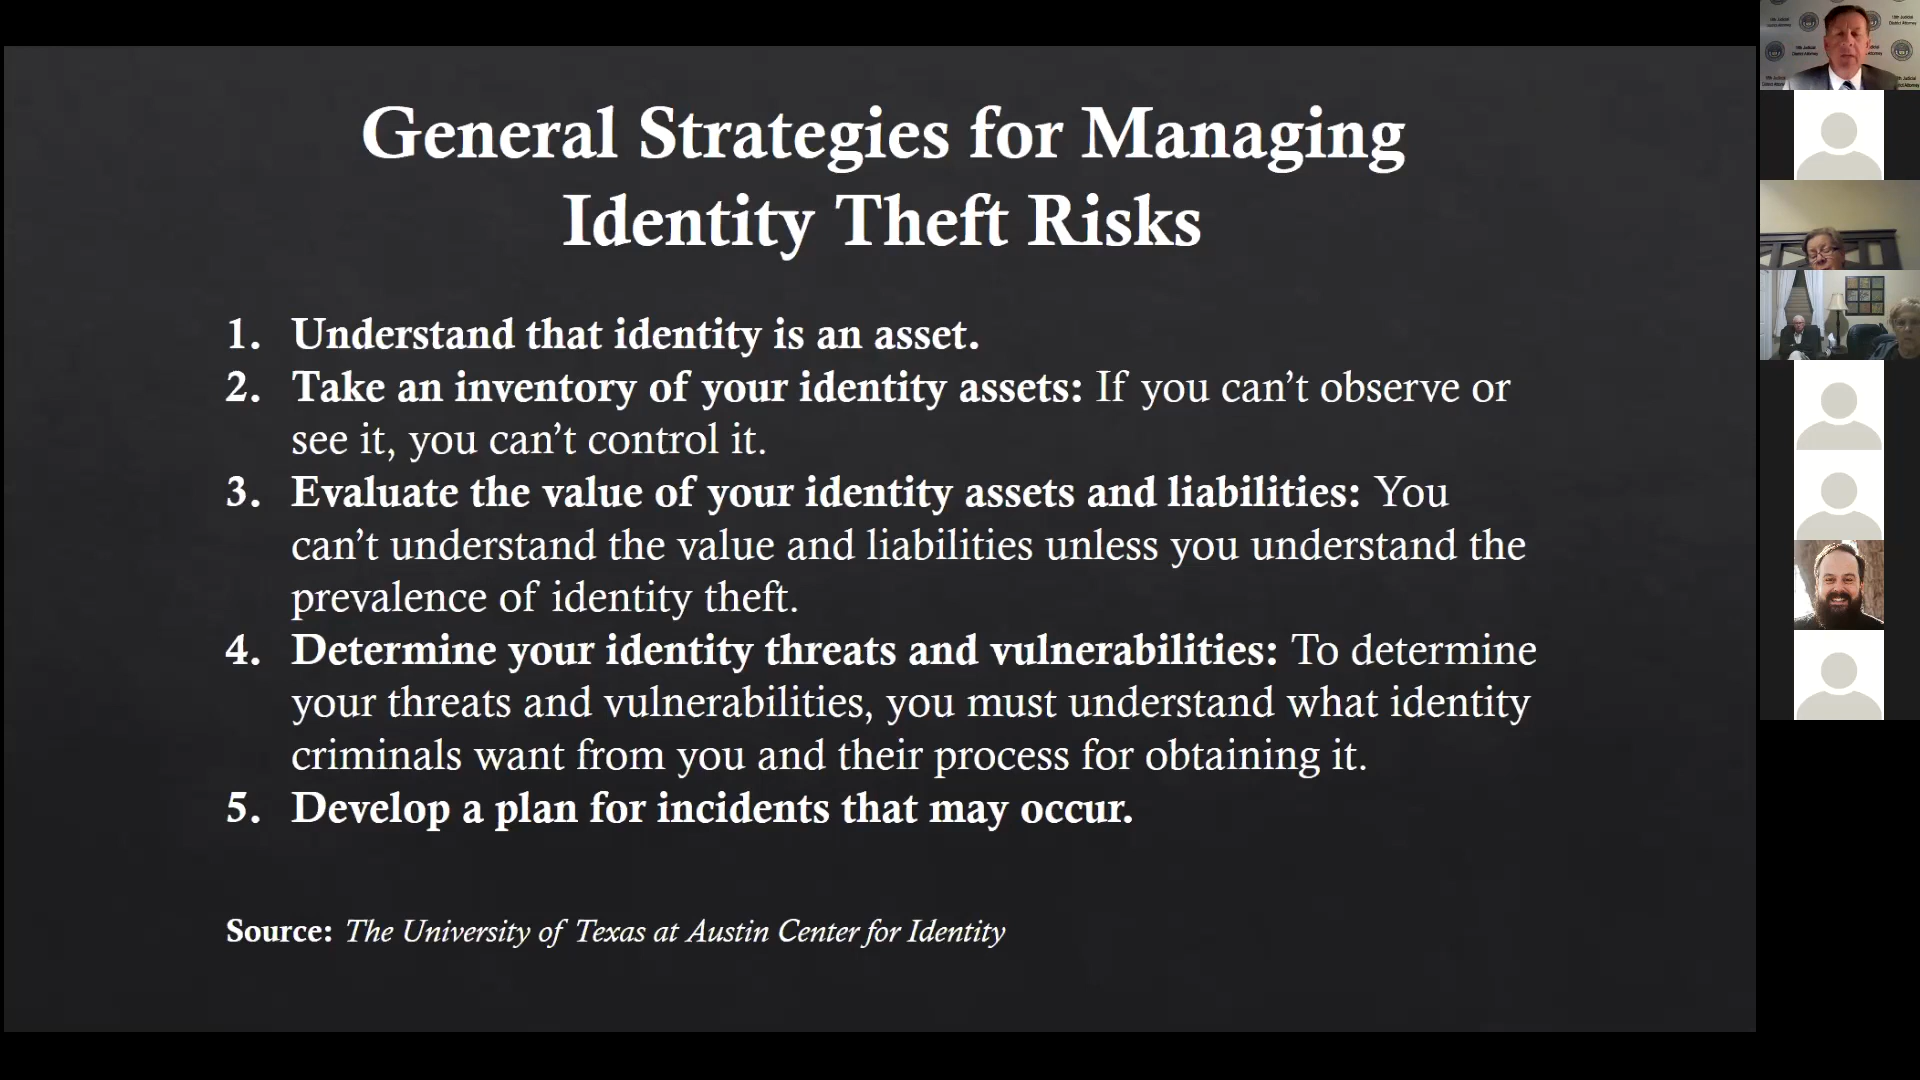 General Strategies for Managing
Identity Theft Risks
1. Understand that identity is an asset.
2. Take an inventory of your identity assets: If you can’t observe or
see it, you can’t control it.
3. Evaluate the value of your identity assets and liabilities: You
can’t understand the value and liabilities unless you understand the
prevalence of identity theft.
4. Determine your identity threats and vulnerabilities: To determine
your threats and vulnerabilities, you must understand what identity
criminals want from you and their process for obtaining it.
5. Develop a plan for incidents that may occur.
Source: The University of Texas at Austin Center for Identity